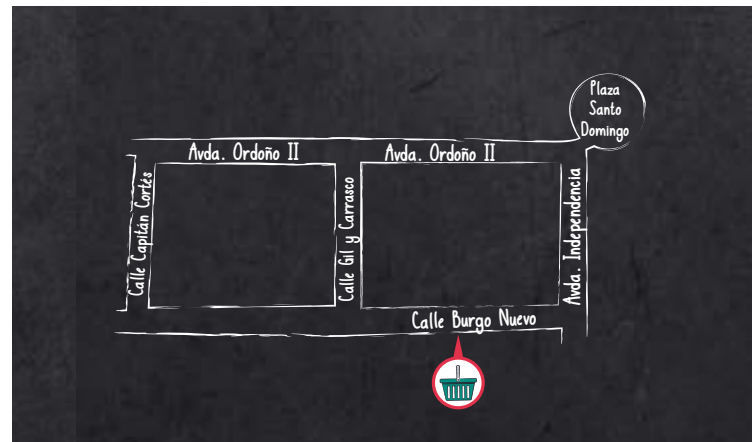 Plaza
Santo
Domingo
Avda. Ordoño II
Avda. Ordoño II
Calle Capitán Cortés
Calle Gil y Carrasco
Avda. Independencia
Calle Burgo Nuevo